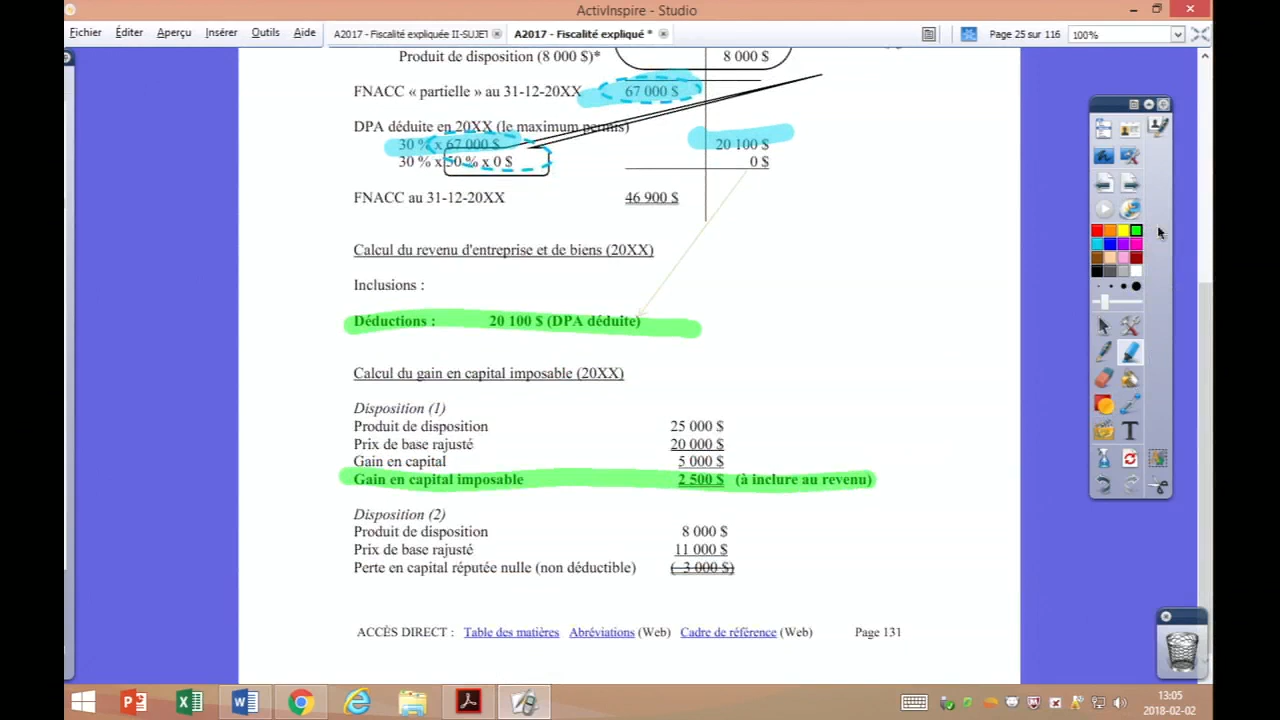 ActivInspire - Studio
Fichier Éditer Aperçu Insérer Outils Aide A2017 - Fiscalité expliquée II-SUJET A2017 - Fiscalité expliqué * Page 25 sur 116 100%
Produit de disposition (8 000 $)* 8 000 $
FNACC « partielle » au 31-12-20XX 67 000 $
DPA déduite en 20XX (le maximum permis)
30 % x 67 000 $ 20 100 $
30 % x 50 % x 0 $ 0 $
FNACC au 31-12-20XX 46 900 $
Calcul du revenu d'entreprise et de biens (20XX)
Inclusions :
Déductions : 20 100 $ (DPA déduite)
Calcul du gain en capital imposable (20XX)
Disposition (1)
Produit de disposition 25 000 $
Prix de base rajusté 20 000 $
Gain en capital 5 000 $
Gain en capital imposable 2 500 $ (à inclure au revenu)
Disposition (2)
Produit de disposition 8 000 $
Prix de base rajusté 11 000 $
Perte en capital réputée nulle (non déductible) ( 3 000 $)
ACCÈS DIRECT : Table des matières Abréviations (Web) Cadre de référence (Web) Page 131
13:05
2018-02-02